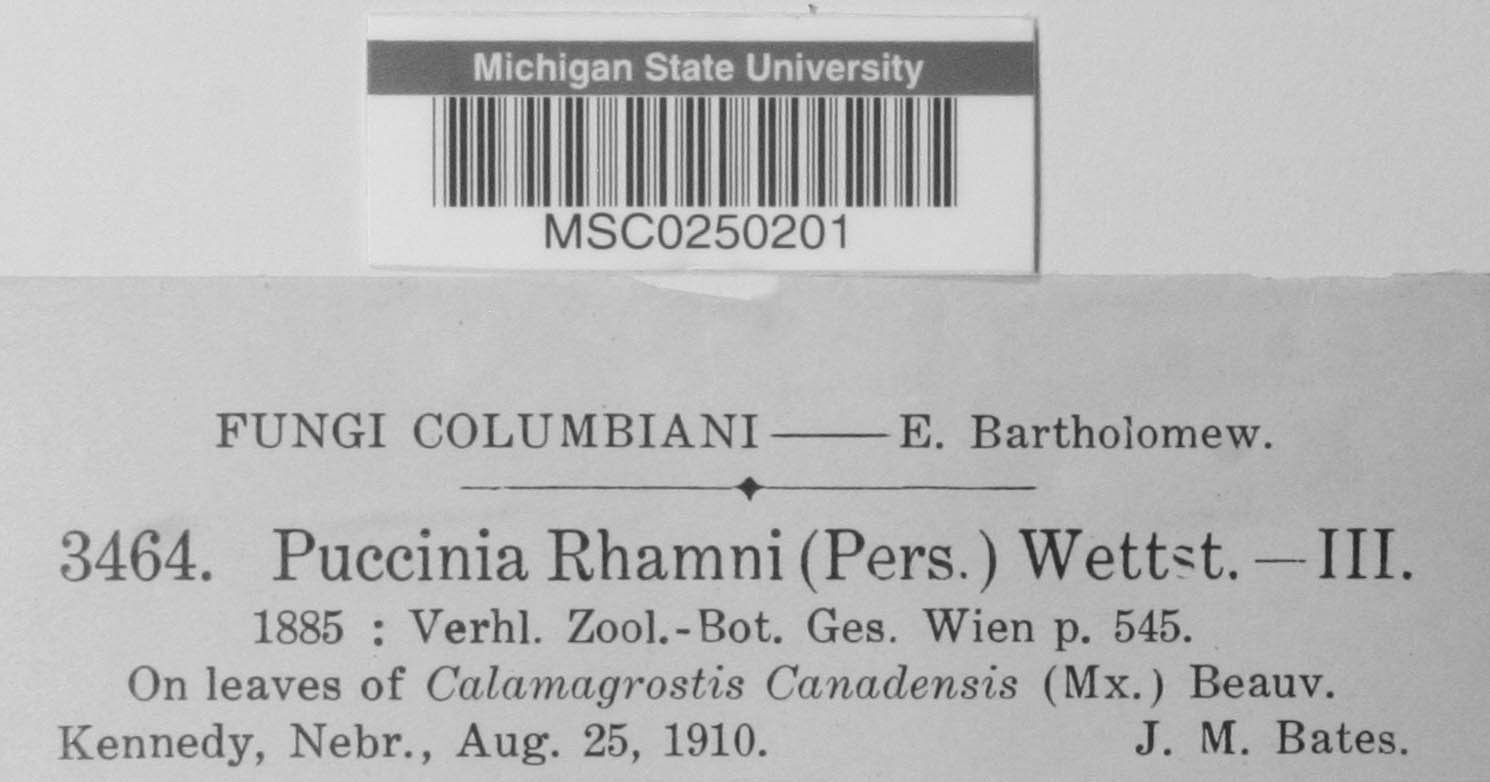 Michigan State University
MSC0250201
FUNGI COLUMBIANI —— E. Bartholomew.
3464. Puccinia Rhamni (Pers.) Wettst. — III.
1885 : Verhl. Zool.-Bot. Ges. Wien p. 545.
On leaves of Calamagrostis Canadensis (Mx.) Beauv.
Kennedy, Nebr., Aug. 25, 1910. J. M. Bates.